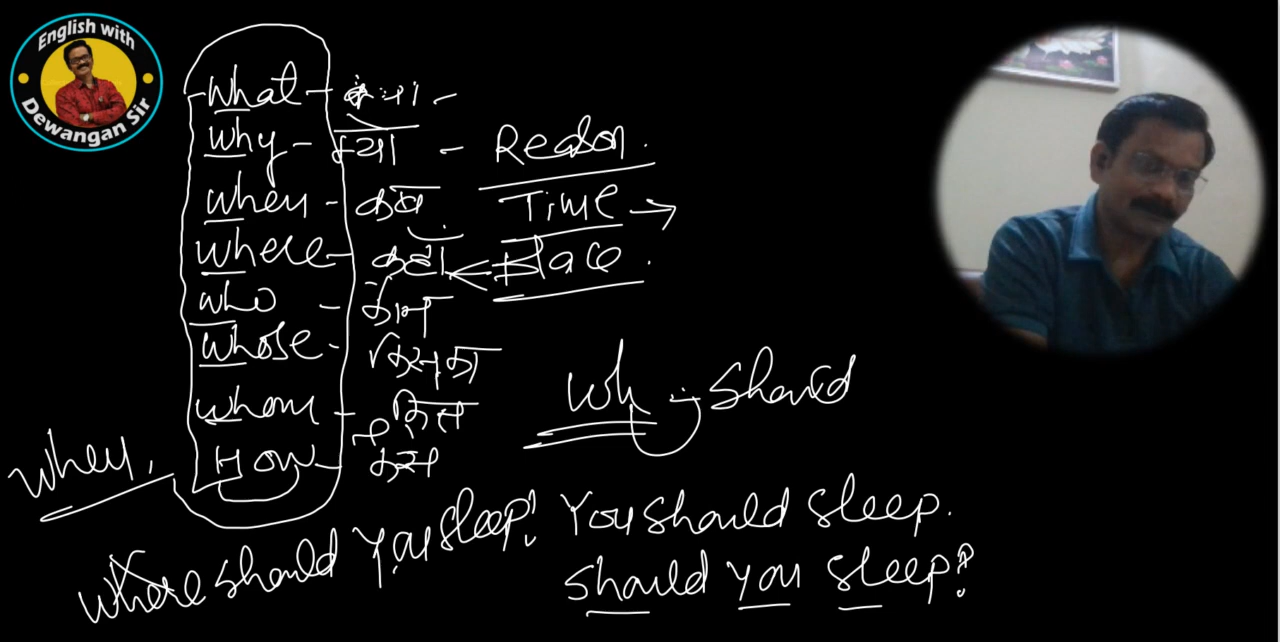 English with
Dewangan Sir
What - क्या -
Why - क्यों - Reason.
When - कब Time →
Where - कहाँ ← Place.
Who - कौन
Whose - किसका
Whom - किसे
How - कैसे
Wh - Should
When,
Where should you sleep?
You should sleep.
Should you sleep?